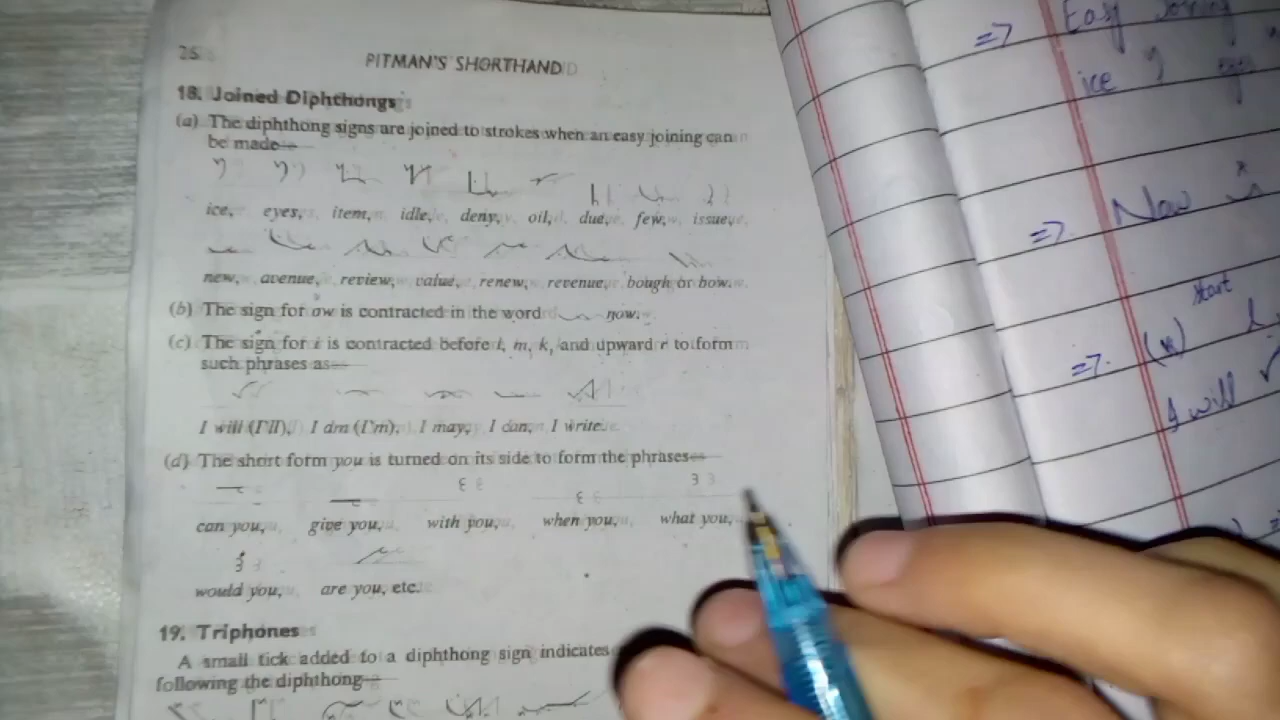 26
PITMAN'S SHORTHAND
18. Joined Diphthongs
(a) The diphthong signs are joined to strokes when an easy joining can
be made—
ice, eyes, item, idle, deny, oil, due, few, issue,
new, avenue, review, value, renew, revenue, bough or bow.
(b) The sign for ow is contracted in the word now.
(c) The sign for i is contracted before l, m, k, and upward r to form
such phrases as—
I will (I'll), I am (I'm), I may, I can, I write.
(d) The short form you is turned on its side to form the phrases—
can you, give you, with you, when you, what you,
would you, are you, etc.
19. Triphones
A small tick added to a diphthong sign indicates
following the diphthong—
=> Easy Joining
ice
=> Now
start
=>
I will